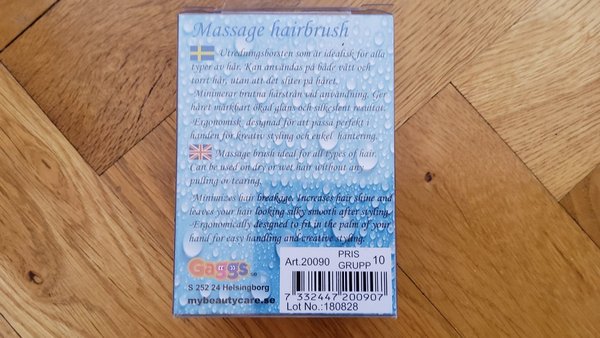 Massage hairbrush
Utredningsborsten som är idealisk för alla
typer av hår. Kan användas på både vått och
torrt hår, utan att det sliter på håret.
-Minimerar brutna hårstrån vid användning. Ger
håret märkbart ökad glans och silkeslent resultat.
-Ergonomisk, designad för att passa perfekt i
handen för kreativ styling och enkel hantering.
Massage brush ideal for all types of hair.
Can be used on dry or wet hair without any
pulling or tearing.
-Minimizes hair breakage. Increases hair shine and
leaves your hair looking silky smooth after styling.
-Ergonomically designed to fit in the palm of your
hand for easy handling and creative styling.
Gaggs.se
S 252 24 Helsingborg
mybeautycare.se
Art.20090
PRIS
GRUPP 10
7 332447 200907
Lot No.:180828